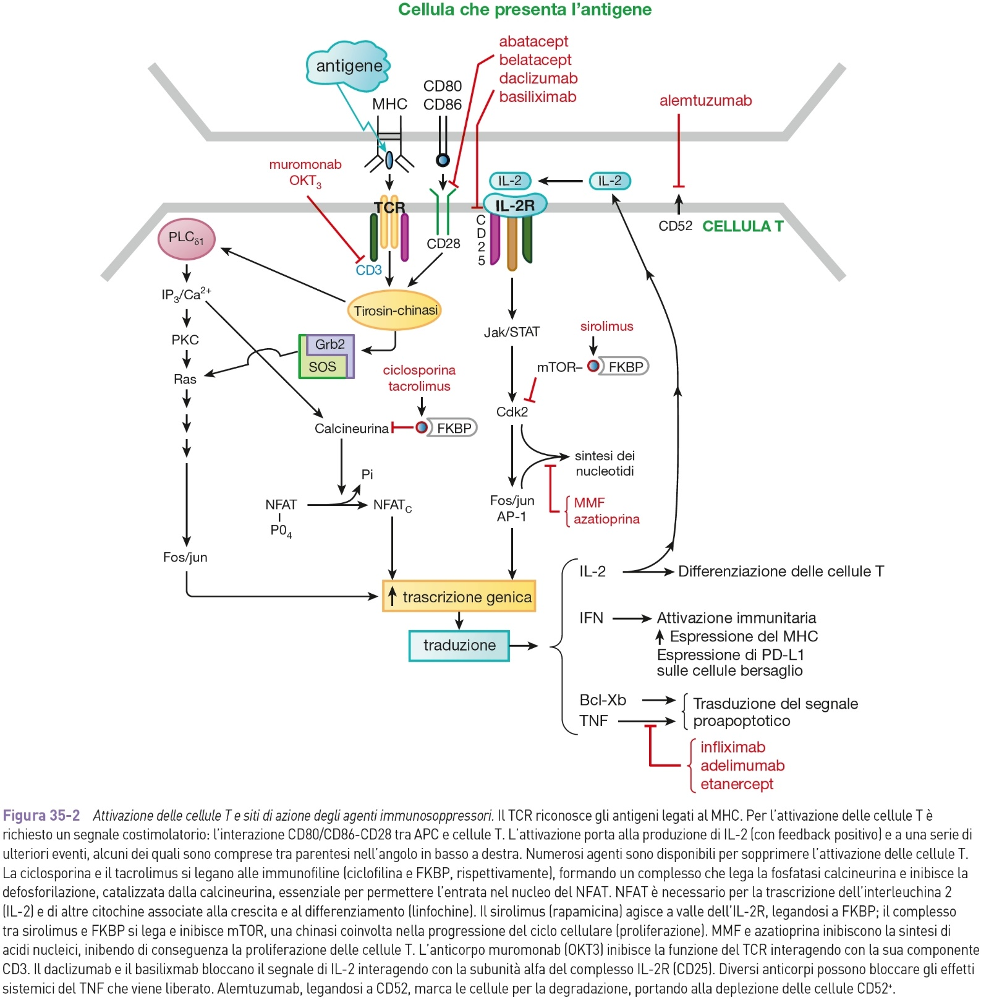 Cellula che presenta l'antigene
abatacept
belatacept
daclizumab
basiliximab
antigene
CD80
CD86
MHC
alemtuzumab
muromonab
OKT3
IL-2
IL-2
TCR
IL-2R
CD52
CELLULA T
PLCδ1
CD25
CD28
CD3
IP3/Ca2+
Tirosin-chinasi
Jak/STAT
sirolimus
PKC
Grb2
SOS
mTOR–
FKBP
Ras
ciclosporina
tacrolimus
Cdk2
Calcineurina
FKBP
sintesi dei
nucleotidi
Pi
NFAT
P04
NFATC
Fos/jun
AP-1
MMF
azatioprina
Fos/jun
IL-2
Differenziazione delle cellule T
trascrizione genica
IFN
Attivazione immunitaria
Espressione del MHC
Espressione di PD-L1
sulle cellule bersaglio
traduzione
Bcl-Xb
TNF
Trasduzione del segnale
proapoptotico
infliximab
adelimumab
etanercept
Figura 35-2 Attivazione delle cellule T e siti di azione degli agenti immunosoppressori. Il TCR riconosce gli antigeni legati al MHC. Per l'attivazione delle cellule T è
richiesto un segnale costimolatorio: l'interazione CD80/CD86-CD28 tra APC e cellule T. L'attivazione porta alla produzione di IL-2 (con feedback positivo) e a una serie di
ulteriori eventi, alcuni dei quali sono comprese tra parentesi nell'angolo in basso a destra. Numerosi agenti sono disponibili per sopprimere l'attivazione delle cellule T.
La ciclosporina e il tacrolimus si legano alle immunofiline (ciclofilina e FKBP, rispettivamente), formando un complesso che lega la fosfatasi calcineurina e inibisce la
defosforilazione, catalizzata dalla calcineurina, essenziale per permettere l'entrata nel nucleo del NFAT. NFAT è necessario per la trascrizione dell'interleuchina 2
(IL-2) e di altre citochine associate alla crescita e al differenziamento (linfochine). Il sirolimus (rapamicina) agisce a valle dell'IL-2R, legandosi a FKBP; il complesso
tra sirolimus e FKBP si lega e inibisce mTOR, una chinasi coinvolta nella progressione del ciclo cellulare (proliferazione). MMF e azatioprina inibiscono la sintesi di
acidi nucleici, inibendo di conseguenza la proliferazione delle cellule T. L'anticorpo muromonab (OKT3) inibisce la funzione del TCR interagendo con la sua componente
CD3. Il daclizumab e il basilixmab bloccano il segnale di IL-2 interagendo con la subunità alfa del complesso IL-2R (CD25). Diversi anticorpi possono bloccare gli effetti
sistemici del TNF che viene liberato. Alemtuzumab, legandosi a CD52, marca le cellule per la degradazione, portando alla deplezione delle cellule CD52+.